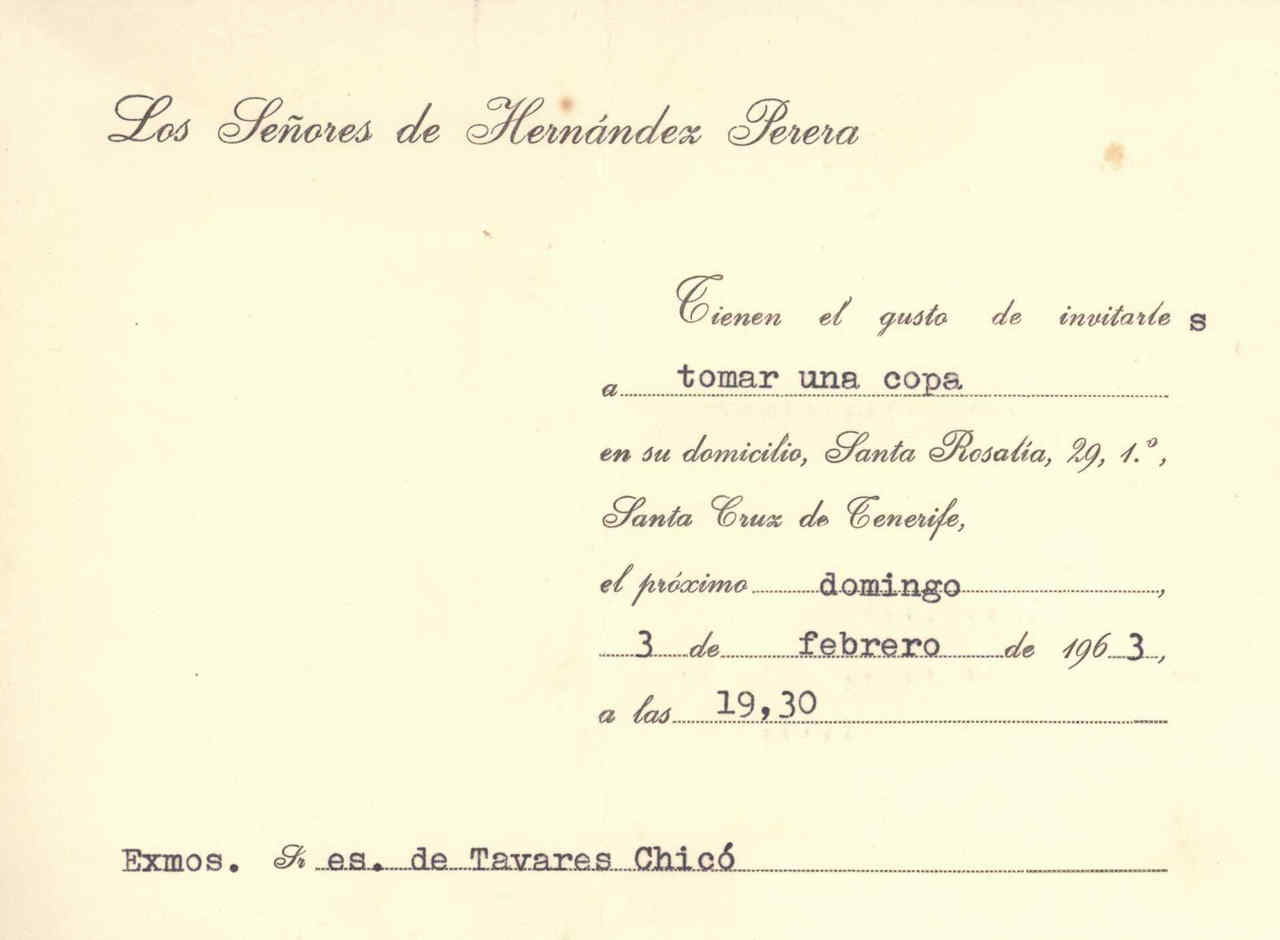 Los Señores de Hernández Perera
Tienen el gusto de invitarle s
a tomar una copa
en su domicilio, Santa Rosalía, 29, 1.º,
Santa Cruz de Tenerife,
el próximo domingo,
3 de febrero de 1963,
a las 19,30
Exmos. Sr es. de Tavares Chicó